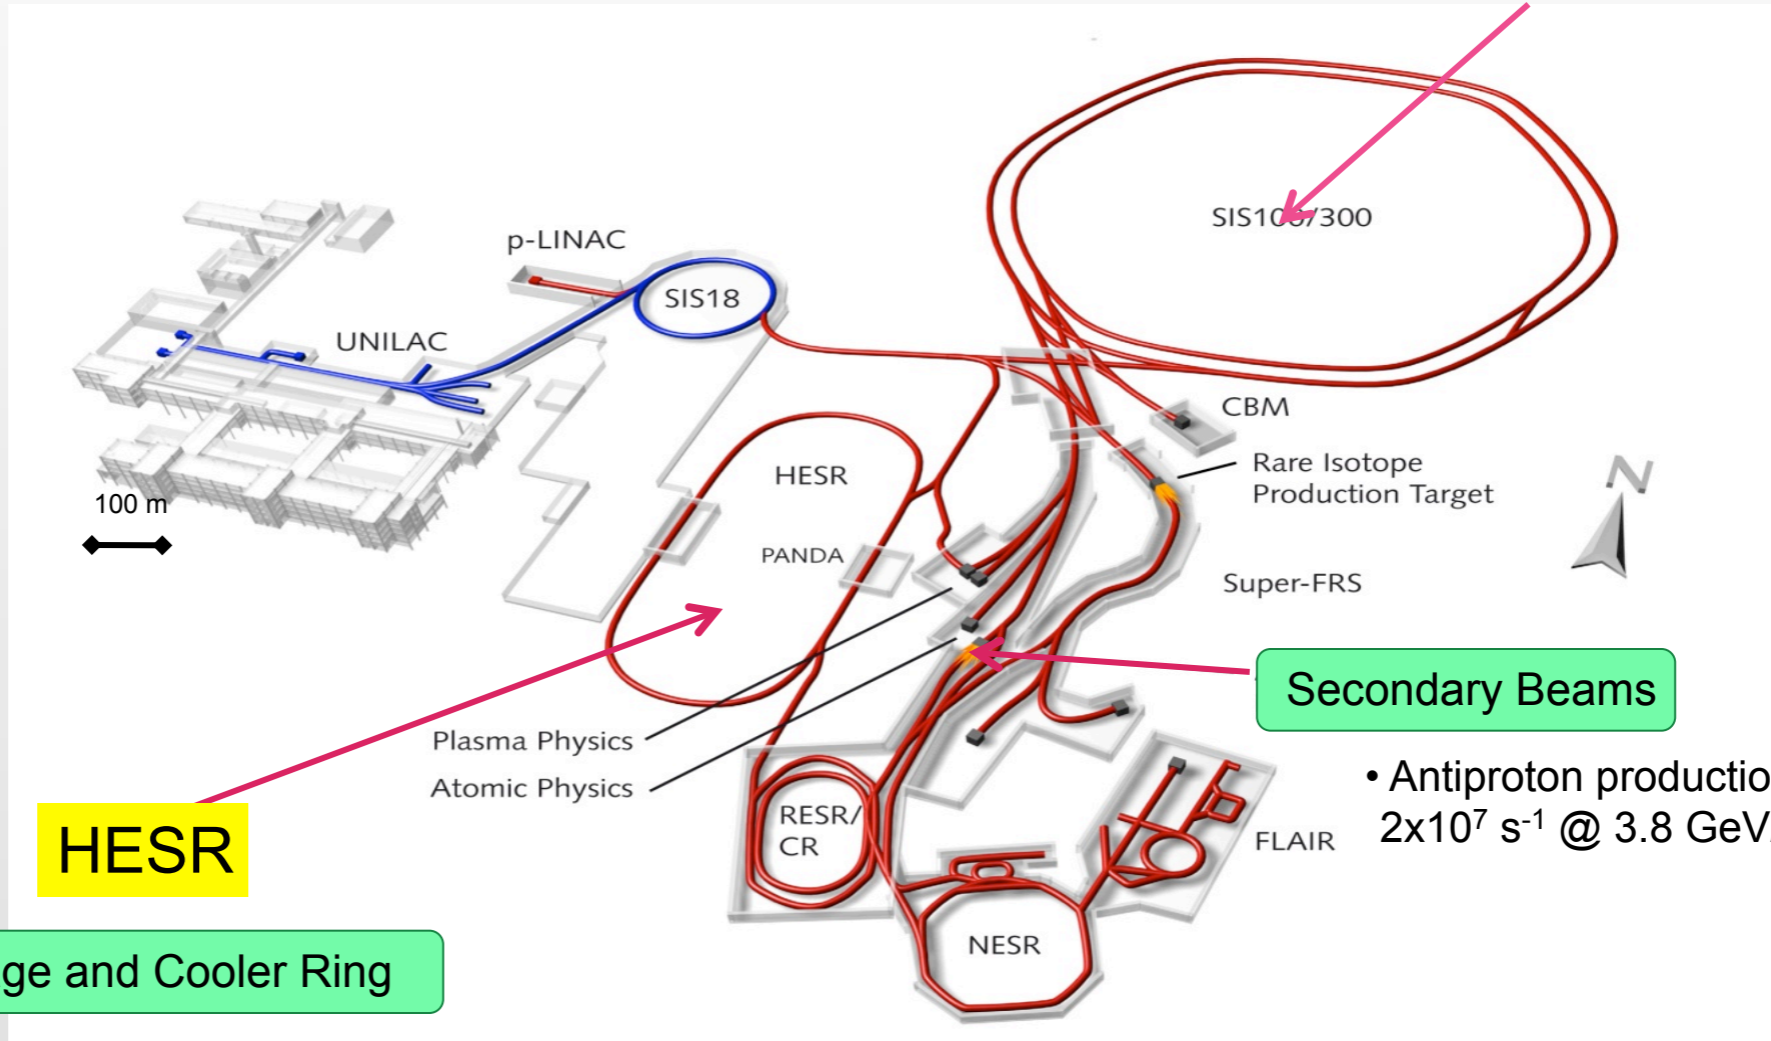 SIS100/300
p-LINAC
SIS18
UNILAC
CBM
HESR
Rare Isotope
Production Target
N
100 m
PANDA
Super-FRS
Secondary Beams
Plasma Physics
Atomic Physics
• Antiproton productio
2x10⁷ s⁻¹ @ 3.8 GeV
RESR/
CR
FLAIR
HESR
NESR
ge and Cooler Ring